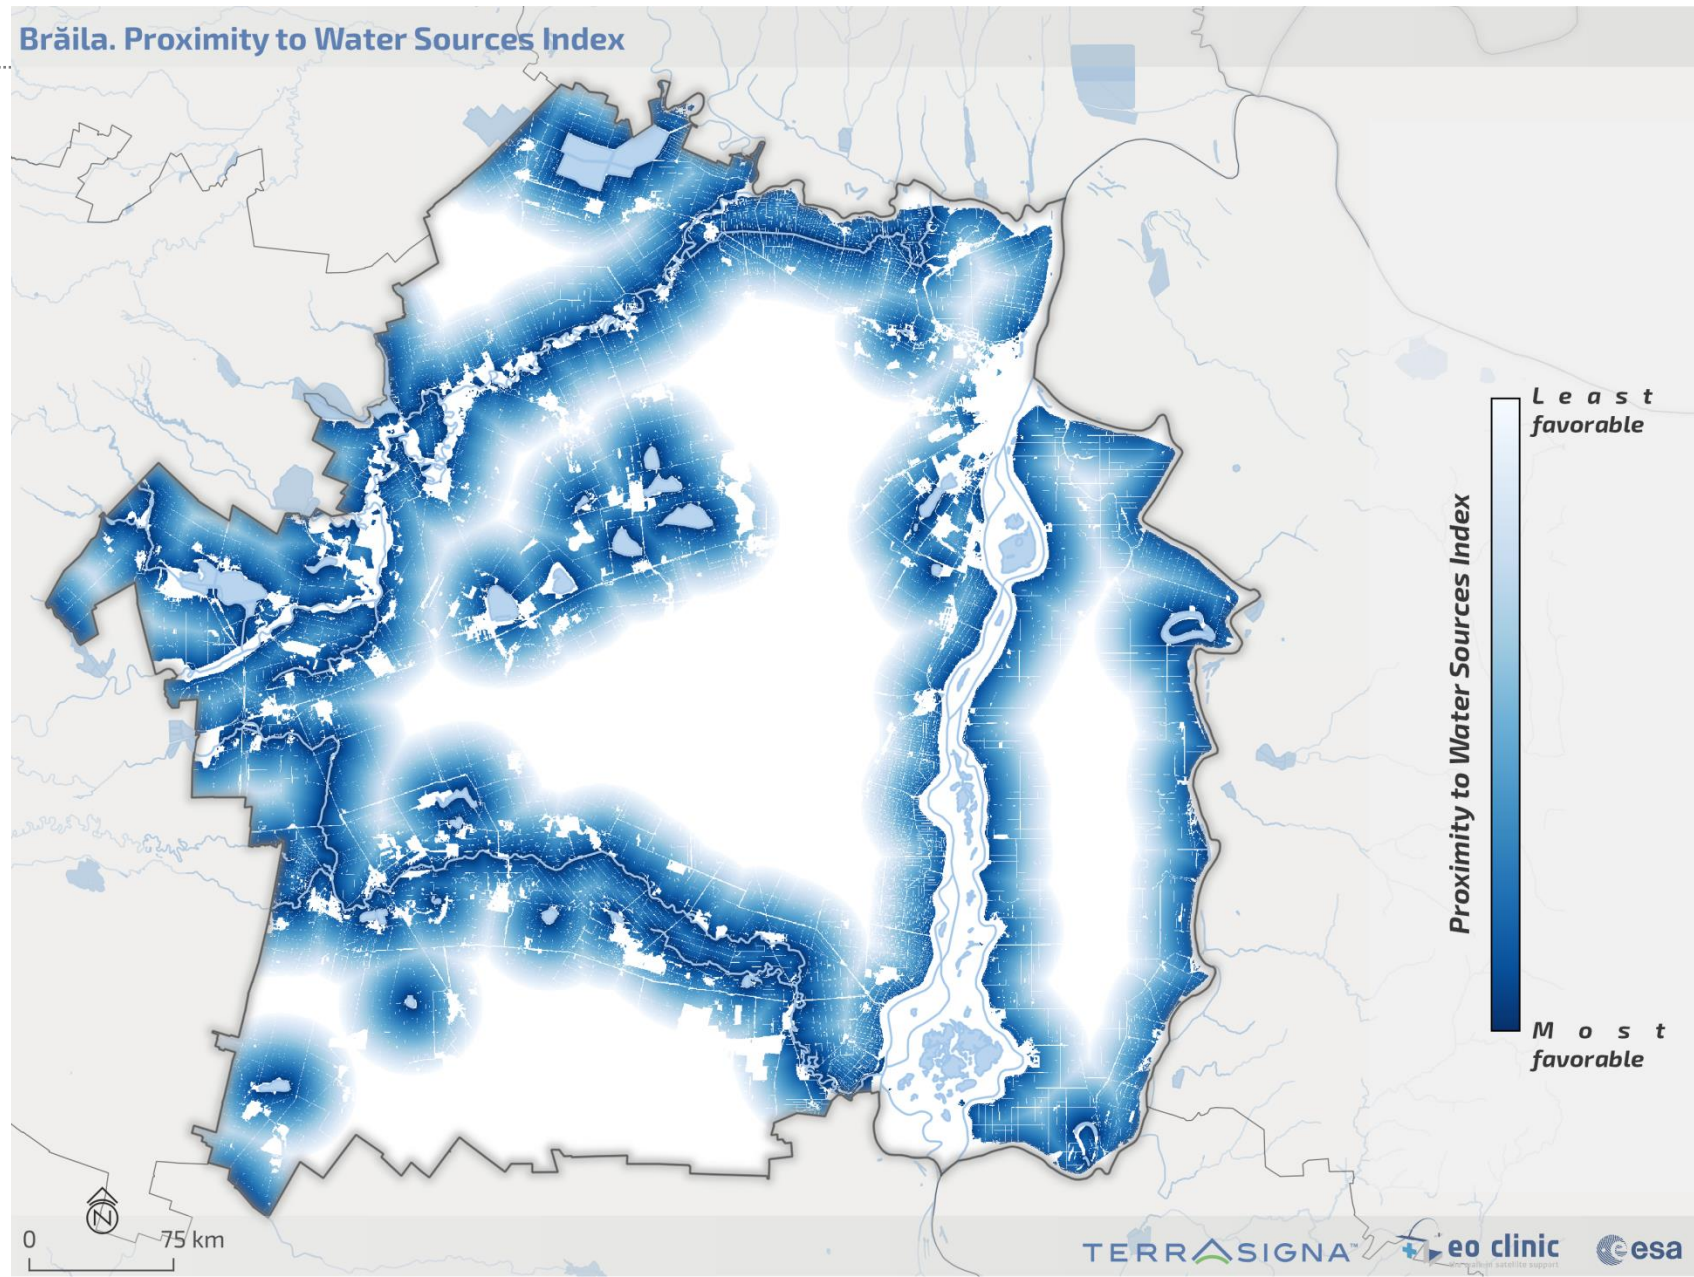 Brăila. Proximity to Water Sources Index
Least
favorable
Proximity to Water Sources Index
Most
favorable
N
0 75 km
TERRASIGNA™
eo clinic
esa